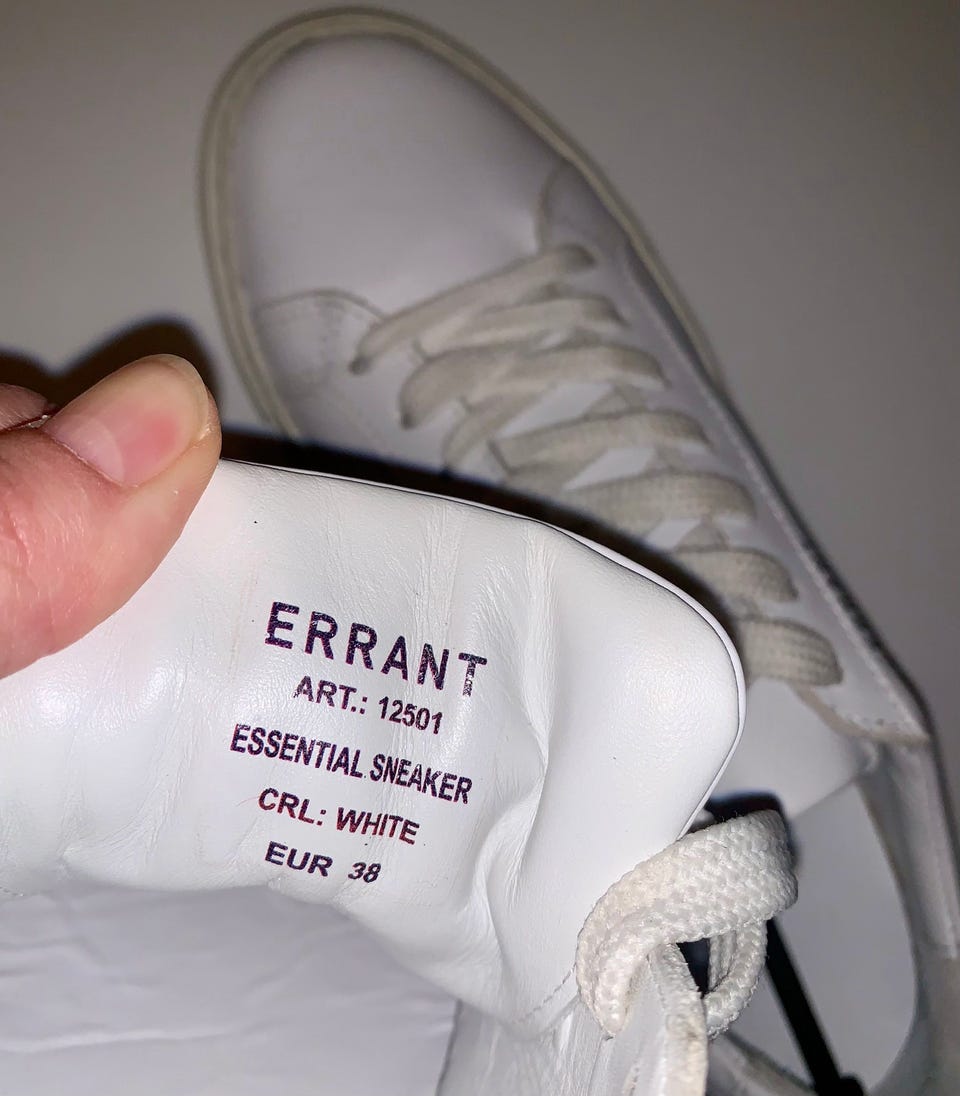 ERRANT
ART.: 12501
ESSENTIAL SNEAKER
CRL: WHITE
EUR 38